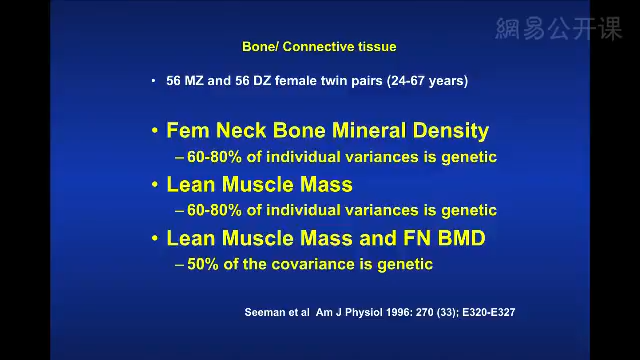 網易公开课
Bone/ Connective tissue
• 56 MZ and 56 DZ female twin pairs (24-67 years)
• Fem Neck Bone Mineral Density
–60-80% of individual variances is genetic
• Lean Muscle Mass
–60-80% of individual variances is genetic
• Lean Muscle Mass and FN BMD
–50% of the covariance is genetic
Seeman et al Am J Physiol 1996: 270 (33); E320-E327